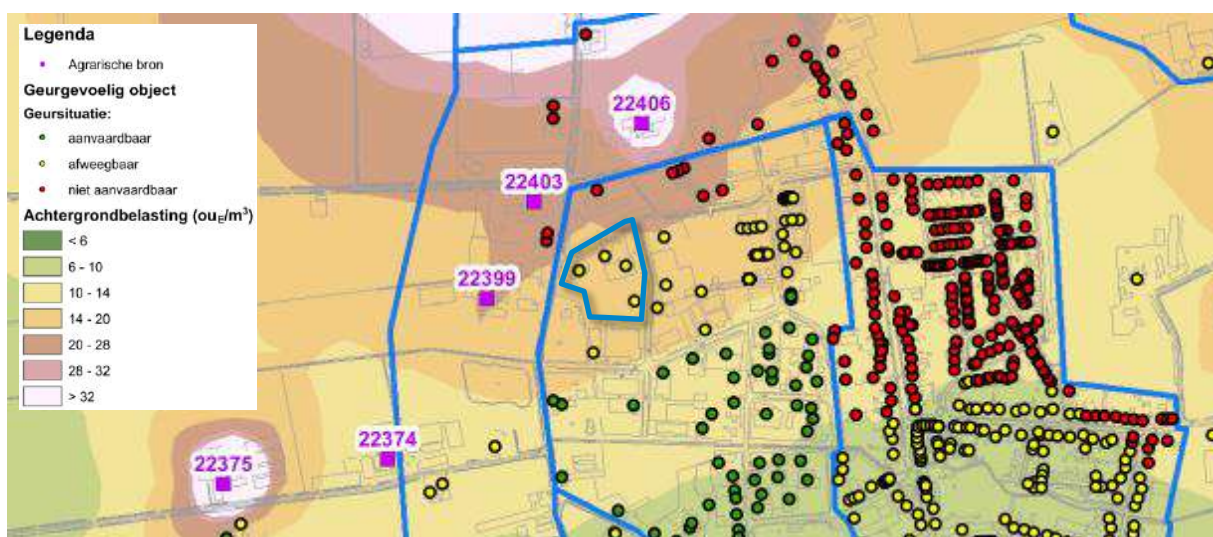 Legenda
Agrarische bron
Geurgevoelig object
Geursituatie:
aanvaardbaar
afweegbaar
niet aanvaardbaar
Achtergrondbelasting (ouE/m³)
< 6
6 - 10
10 - 14
14 - 20
20 - 28
28 - 32
> 32
22406
22403
22399
22374
22375